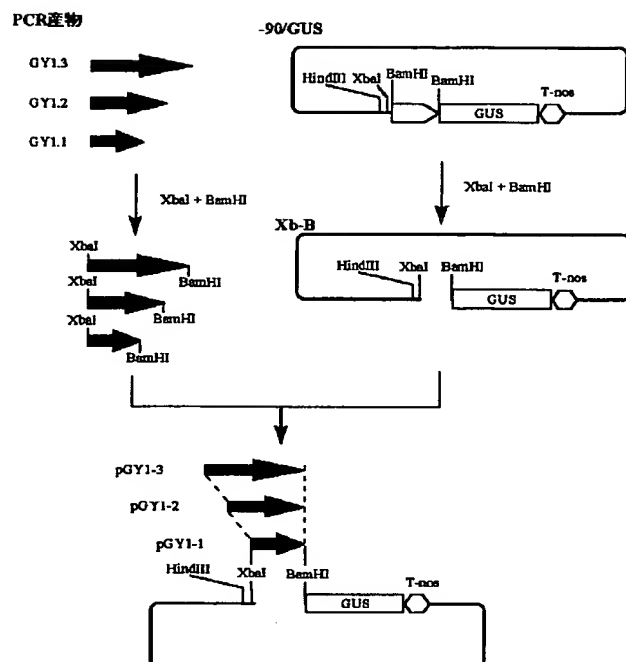 PCR産物
GY1.3
GY1.2
GY1.1
XbaI + BamHI
XbaI
BamHI
XbaI
BamHI
XbaI
BamHI
-90/GUS
HindIII
XbaI
BamHI
BamHI
GUS
T-nos
XbaI + BamHI
Xb-B
HindIII
XbaI
BamHI
GUS
T-nos
pGY1-3
pGY1-2
pGY1-1
HindIII
XbaI
BamHI
GUS
T-nos